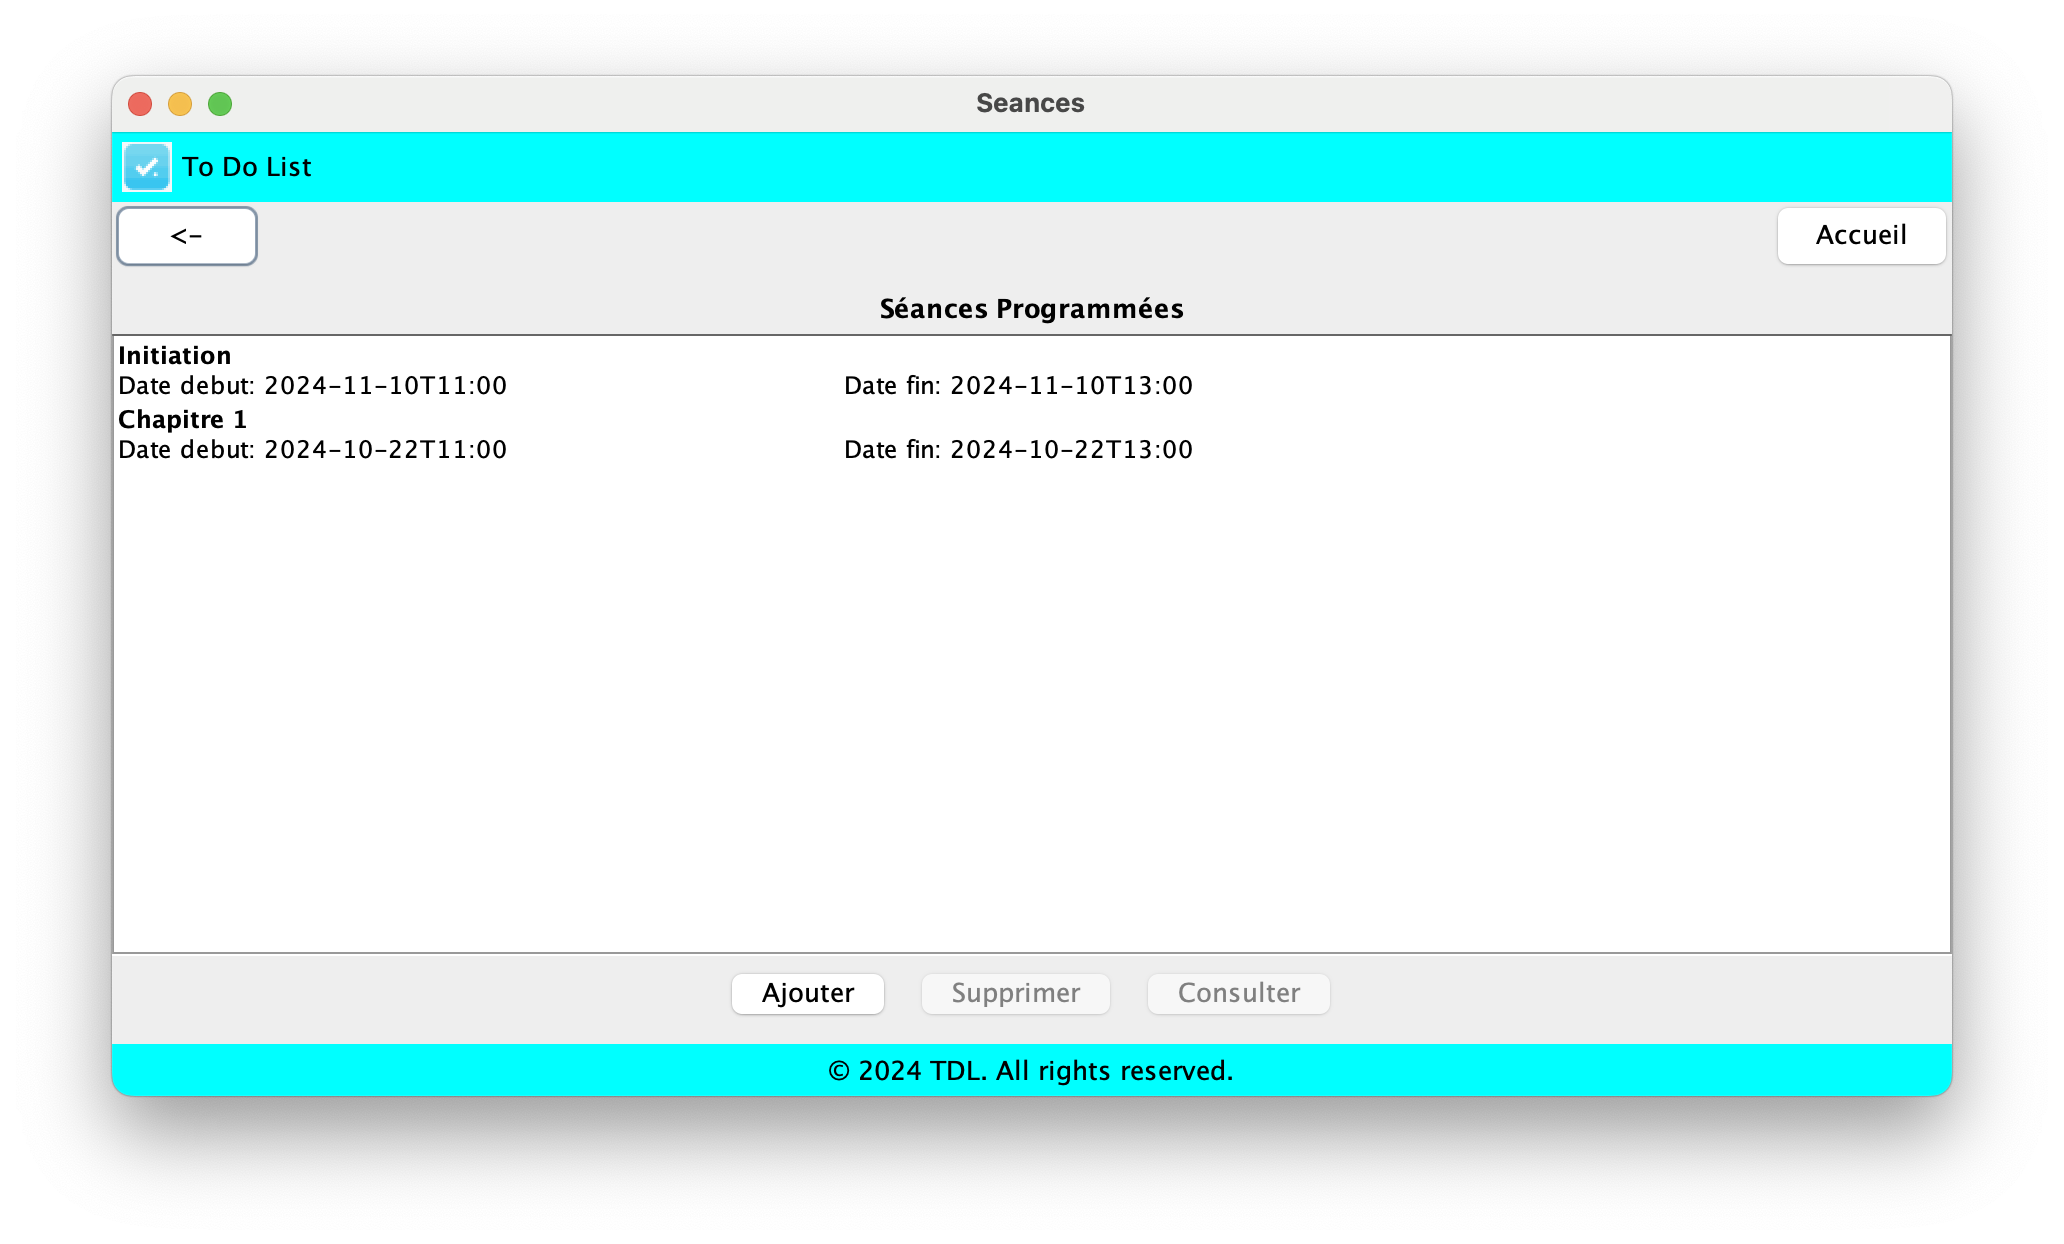 Seances
To Do List
<-
Accueil
Séances Programmées
Initiation
Date debut: 2024-11-10T11:00 Date fin: 2024-11-10T13:00
Chapitre 1
Date debut: 2024-10-22T11:00 Date fin: 2024-10-22T13:00
Ajouter Supprimer Consulter
© 2024 TDL. All rights reserved.